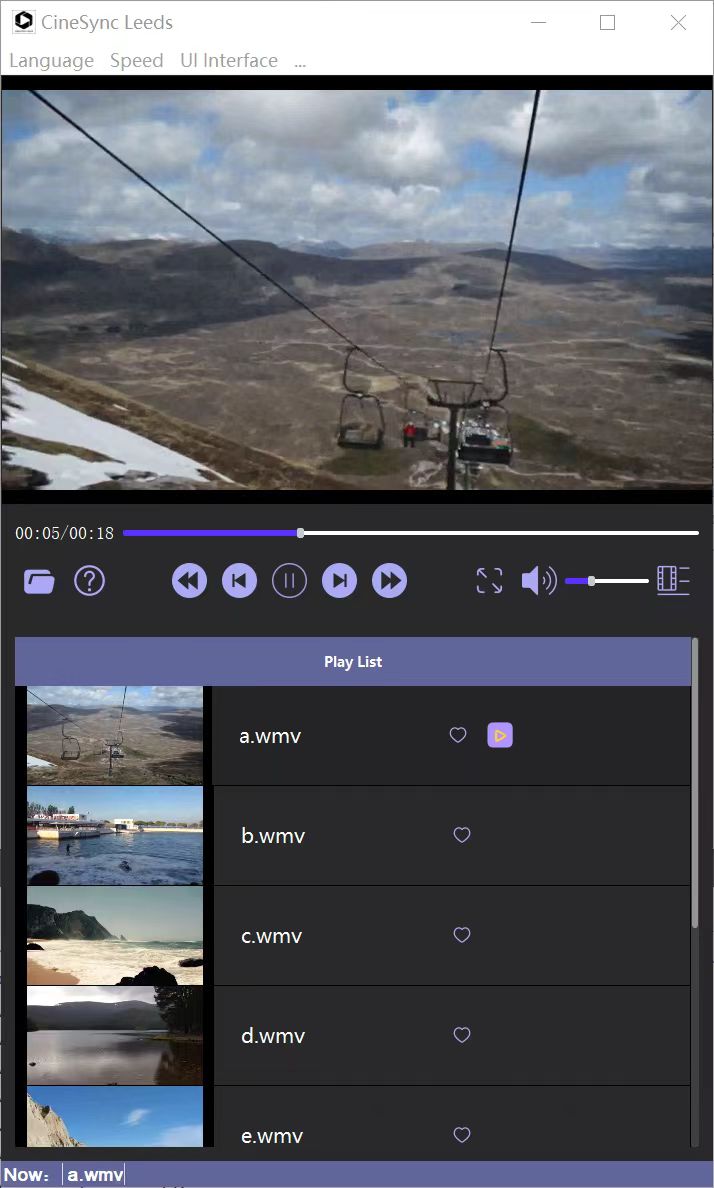 CineSync Leeds
Language Speed UI Interface ...
00:05/00:18
Play List
a.wmv
b.wmv
c.wmv
d.wmv
e.wmv
Now: a.wmv